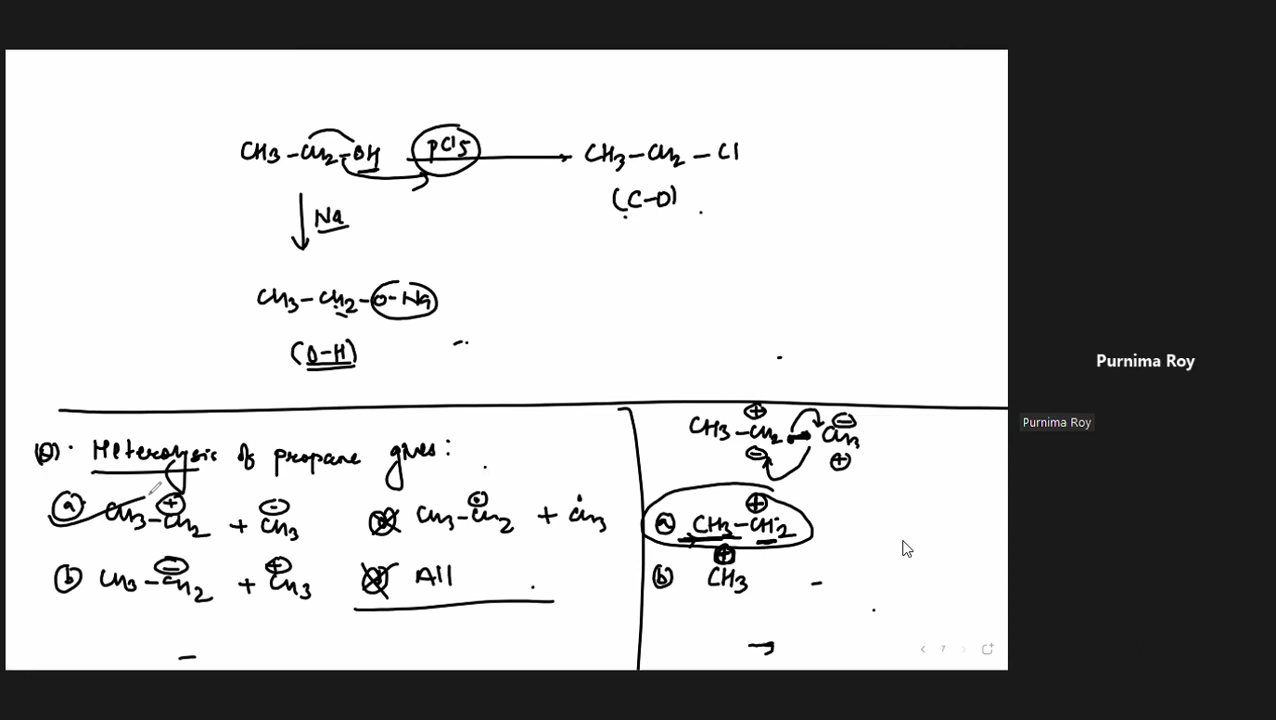 CH3-CH2-OH PCl5 → CH3-CH2-Cl
(C-O)
↓ Na
CH3-CH2-O-Na
(O-H)
Q. Heterolysis of propane gives:
(a) CH3-CH2⊕ + CH3⊖
CH3-CH2 + CH3
(b) CH3-CH2⊖ + CH3⊕
All
⊕ ⊖
CH3-CH2-CH3
⊖ ⊕
(a) CH3-CH2⊕
(b) CH3⊕
→
Purnima Roy
Purnima Roy
7